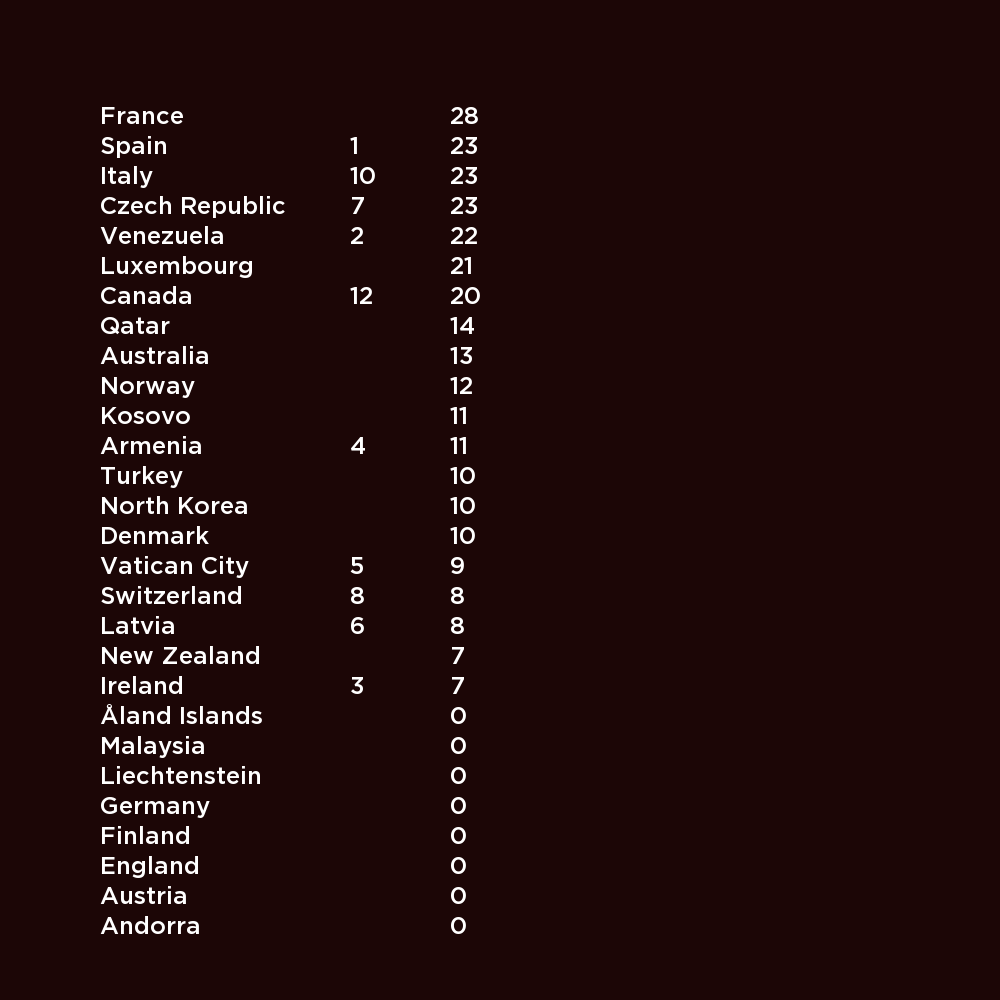 France 28
Spain 1 23
Italy 10 23
Czech Republic 7 23
Venezuela 2 22
Luxembourg 21
Canada 12 20
Qatar 14
Australia 13
Norway 12
Kosovo 11
Armenia 4 11
Turkey 10
North Korea 10
Denmark 10
Vatican City 5 9
Switzerland 8 8
Latvia 6 8
New Zealand 7
Ireland 3 7
Åland Islands 0
Malaysia 0
Liechtenstein 0
Germany 0
Finland 0
England 0
Austria 0
Andorra 0